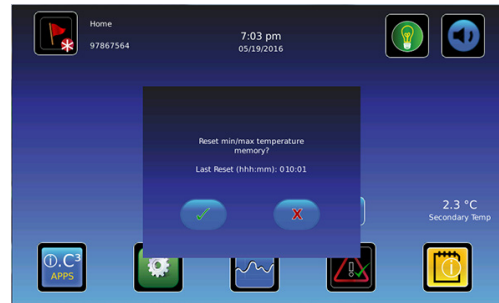 Home
97867564
7:03 pm
05/19/2016
Reset min/max temperature
memory?
Last Reset (hhh:mm): 010:01
2.3 °C
Secondary Temp
i.C³
APPS